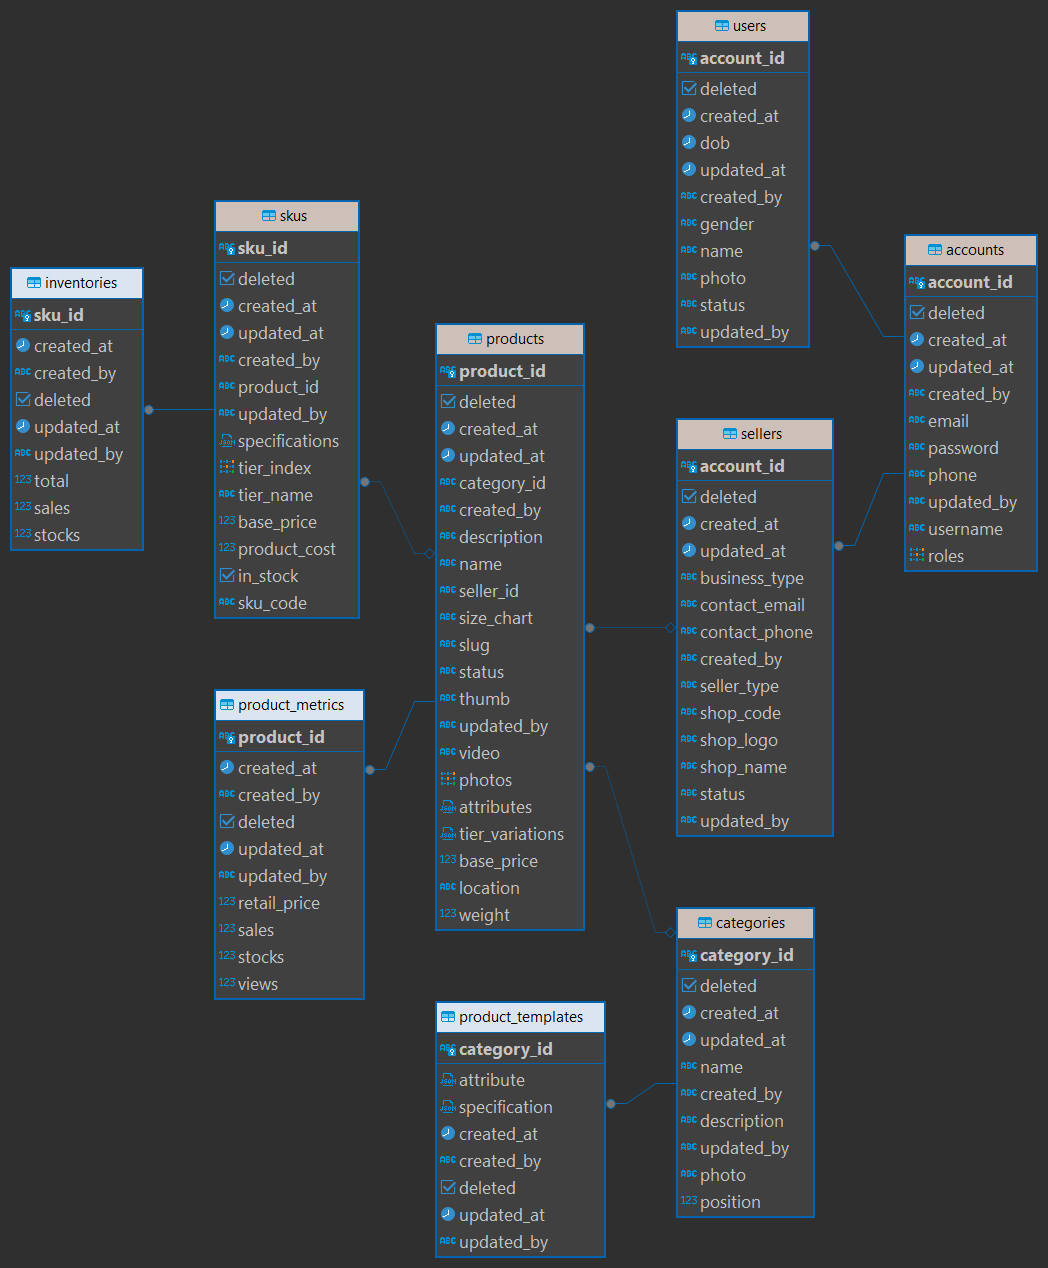 users
account_id
deleted
created_at
dob
updated_at
created_by
gender
name
photo
status
updated_by
skus
sku_id
deleted
created_at
updated_at
created_by
product_id
updated_by
specifications
tier_index
tier_name
base_price
product_cost
in_stock
sku_code
accounts
account_id
deleted
created_at
updated_at
created_by
email
password
phone
updated_by
username
roles
inventories
sku_id
created_at
created_by
deleted
updated_at
updated_by
total
sales
stocks
products
product_id
deleted
created_at
updated_at
category_id
created_by
description
name
seller_id
size_chart
slug
status
thumb
updated_by
video
photos
attributes
tier_variations
base_price
location
weight
sellers
account_id
deleted
created_at
updated_at
business_type
contact_email
contact_phone
created_by
seller_type
shop_code
shop_logo
shop_name
status
updated_by
product_metrics
product_id
created_at
created_by
deleted
updated_at
updated_by
retail_price
sales
stocks
views
categories
category_id
deleted
created_at
updated_at
name
created_by
description
updated_by
photo
position
product_templates
category_id
attribute
specification
created_at
created_by
deleted
updated_at
updated_by